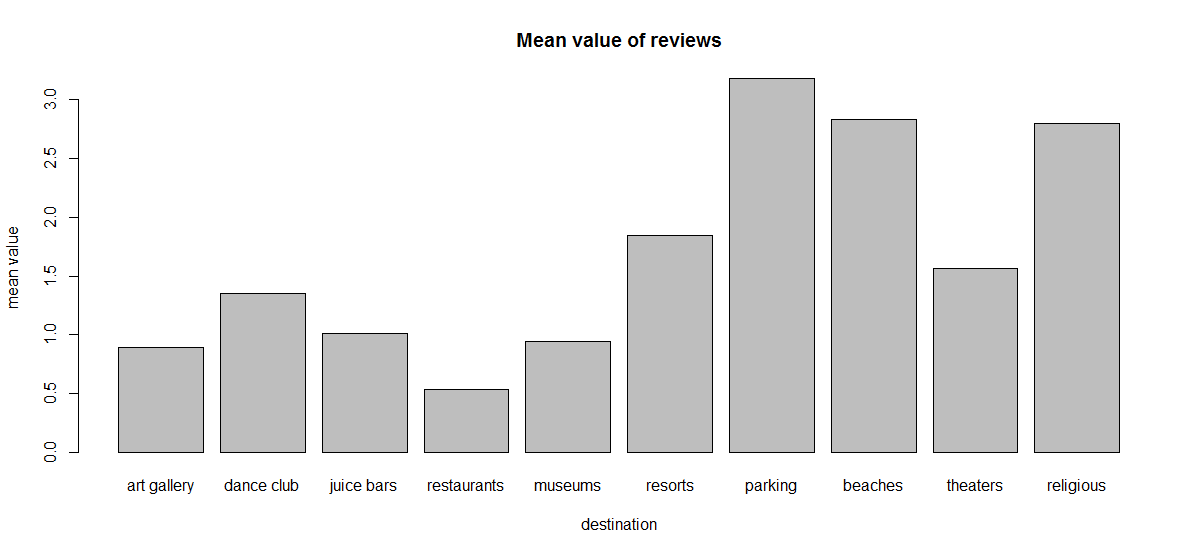 Mean value of reviews
mean value
3.0
2.5
2.0
1.5
1.0
0.5
0.0
art gallery dance club juice bars restaurants museums resorts parking beaches theaters religious
destination